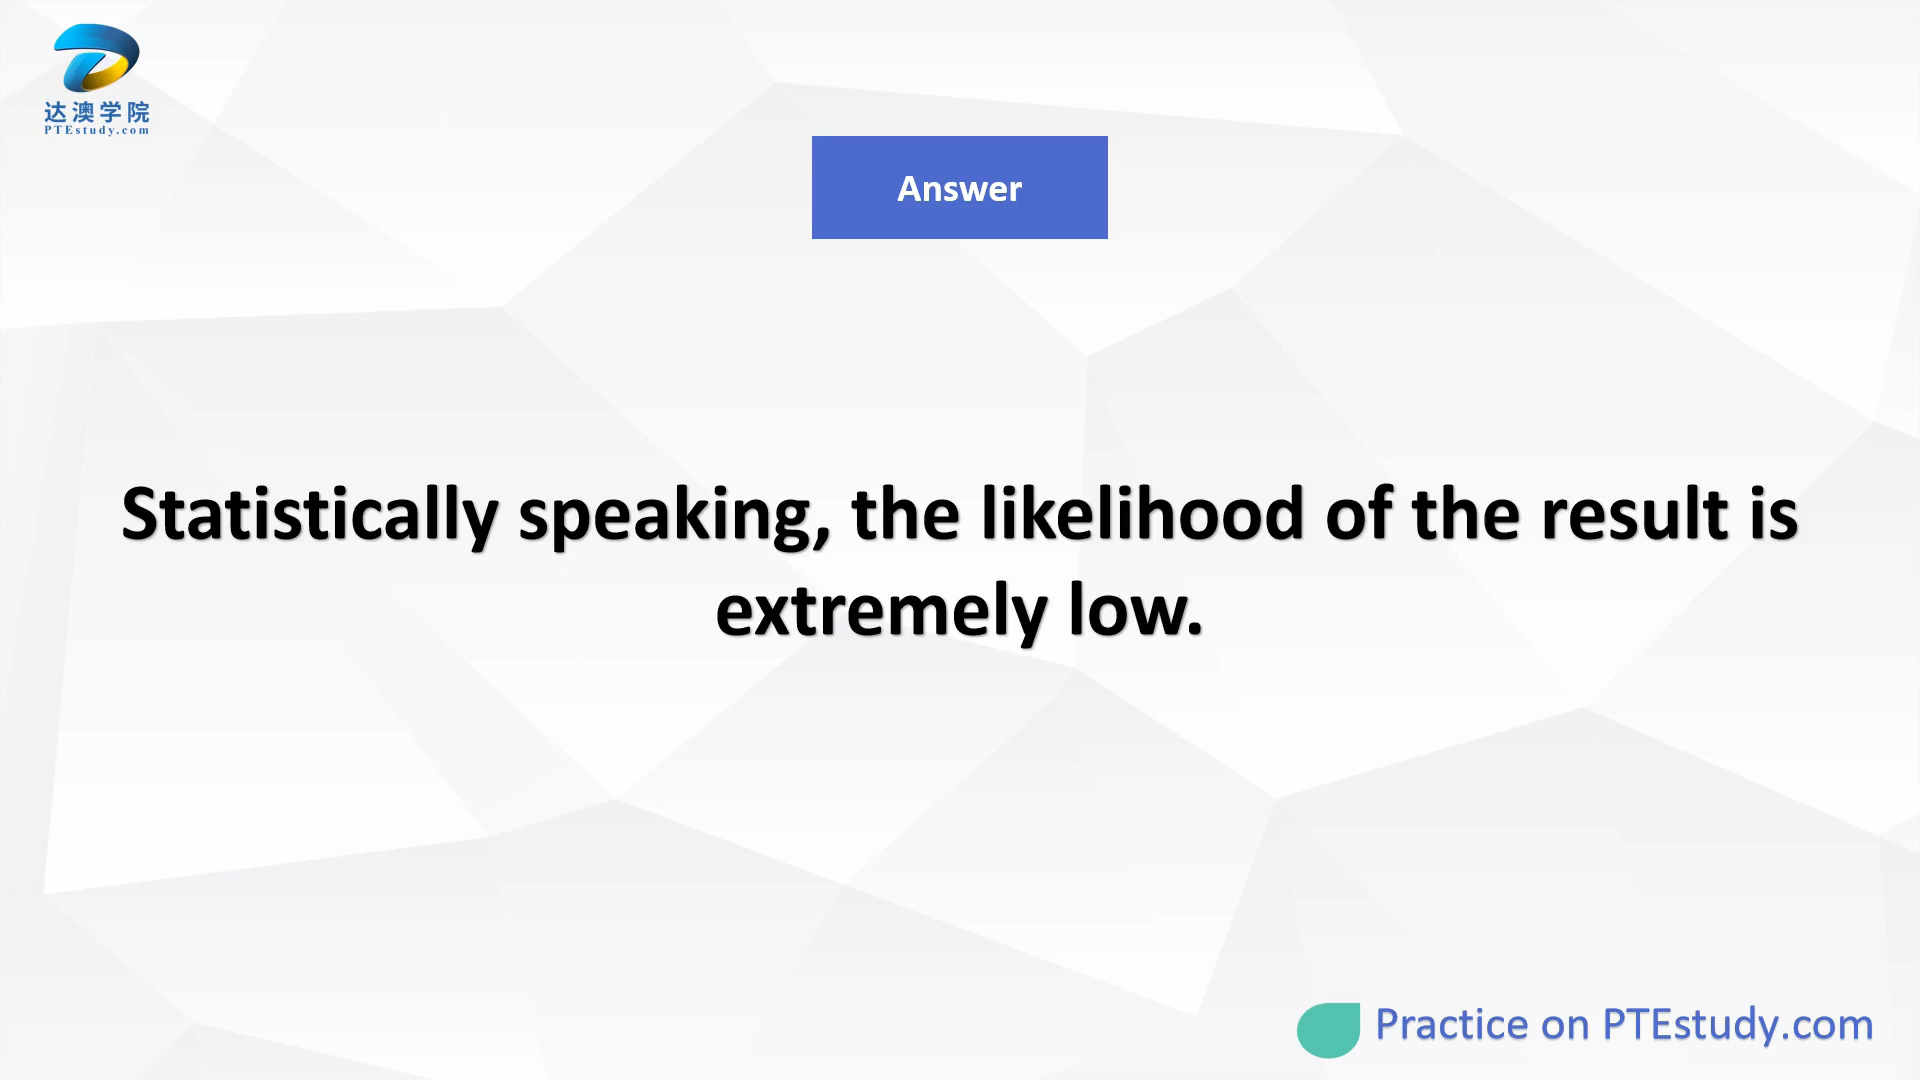 达澳学院
PTEstudy.com
Answer
Statistically speaking, the likelihood of the result is
extremely low.
Practice on PTEstudy.com